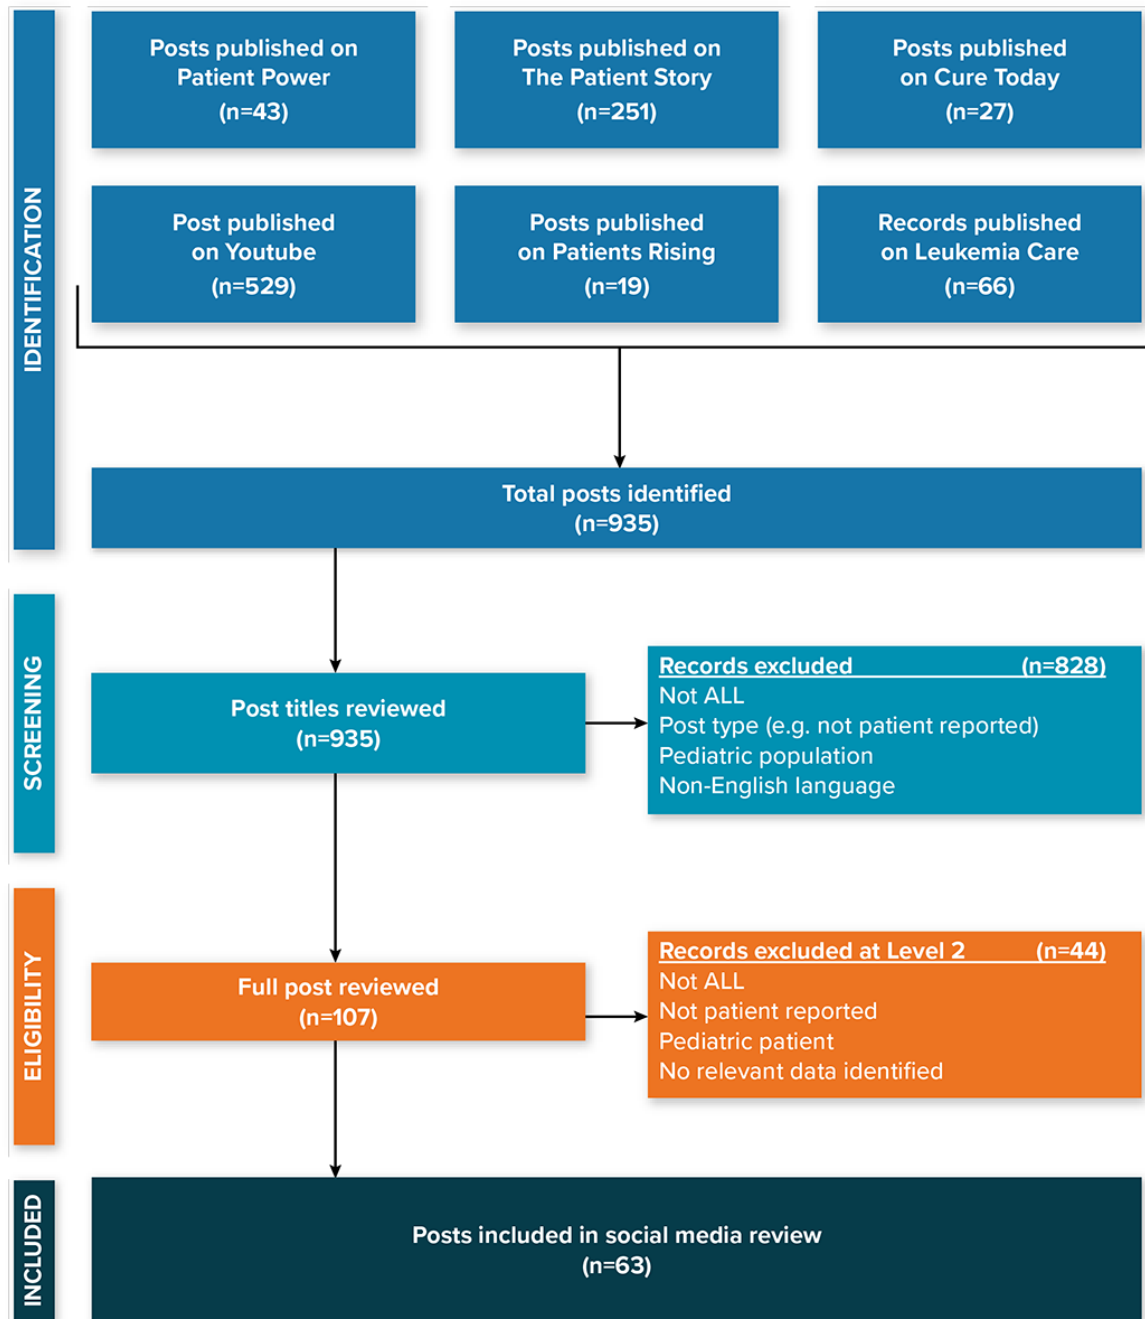 IDENTIFICATION
Posts published on
Patient Power
(n=43)
Posts published on
The Patient Story
(n=251)
Posts published
on Cure Today
(n=27)
Post published
on Youtube
(n=529)
Posts published
on Patients Rising
(n=19)
Records published
on Leukemia Care
(n=66)
Total posts identified
(n=935)
SCREENING
Post titles reviewed
(n=935)
Records excluded (n=828)
Not ALL
Post type (e.g. not patient reported)
Pediatric population
Non-English language
ELIGIBILITY
Full post reviewed
(n=107)
Records excluded at Level 2 (n=44)
Not ALL
Not patient reported
Pediatric patient
No relevant data identified
INCLUDED
Posts included in social media review
(n=63)